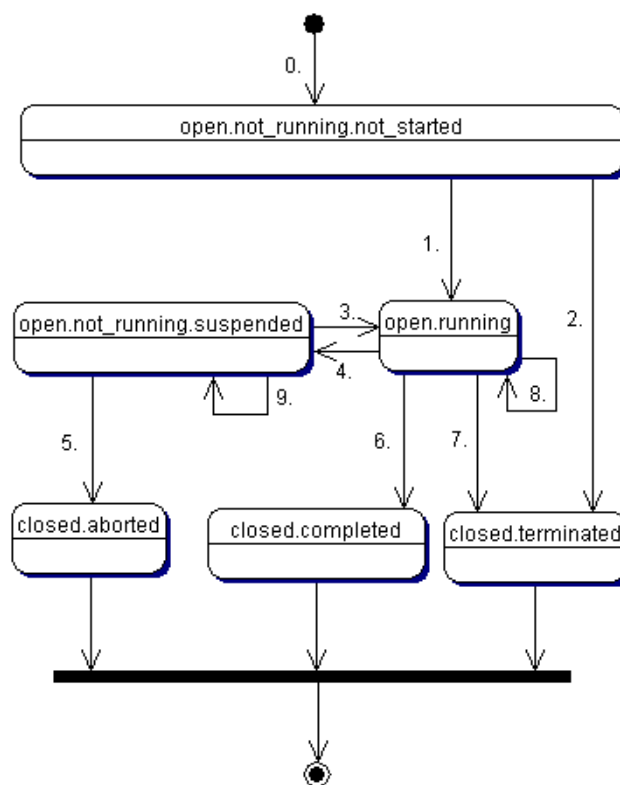 0.
open.not_running.not_started
1.
2.
open.not_running.suspended
3.
open.running
4.
9.
8.
5.
6.
7.
closed.aborted
closed.completed
closed.terminated